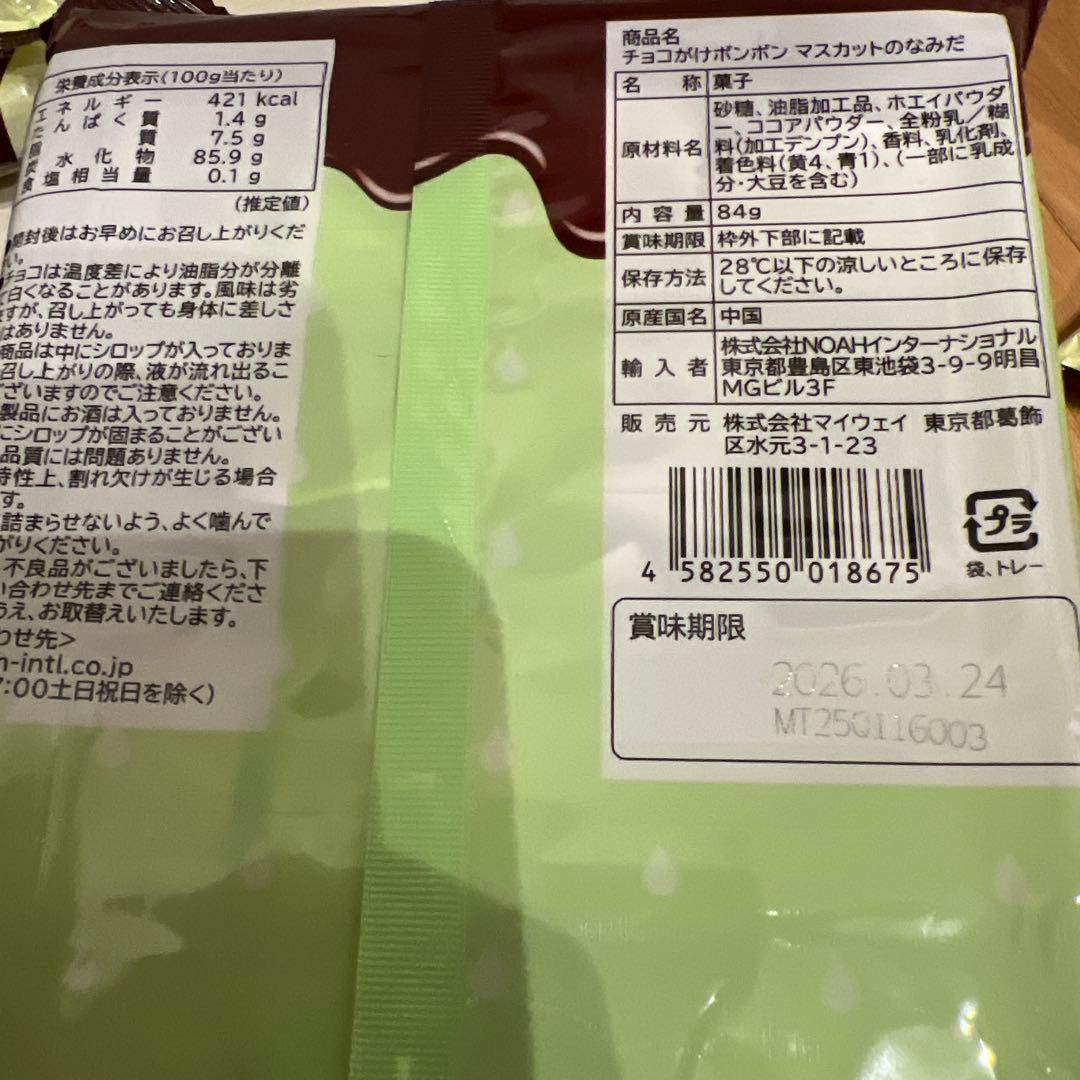 栄養成分表示(100g当たり)
エネルギー 421 kcal
たんぱく質 1.4 g
脂質 7.5 g
炭水化物 85.9 g
食塩相当量 0.1 g
(推定値)
開封後はお早めにお召し上がりくだ
い。
チョコは温度差により油脂分が分離
て白くなることがあります。風味は劣
ますが、召し上がっても身体に差しさ
はありません。
商品は中にシロップが入っておりま
召し上がりの際、液が流れ出るこ
ざいますのでご注意ください。
製品にお酒は入っておりません。
にシロップが固まることがござい
品質には問題ありません。
特性上、割れ欠けが生じる場合
す。
詰まらせないよう、よく噛んで
がりください。
不良品がございましたら、下
い合わせ先までご連絡くださ
うえ、お取替えいたします。
わせ先>
n-intl.co.jp
7:00土日祝日を除く)
商品名
チョコがけボンボン マスカットのなみだ
名称 菓子
原材料名 砂糖、油脂加工品、ホエイパウダ
ー、ココアパウダー、全粉乳/糊
料(加工デンプン)、香料、乳化剤、
着色料(黄4、青1)、(一部に乳成
分・大豆を含む)
内容量 84g
賞味期限 枠外下部に記載
保存方法 28℃以下の涼しいところに保存
してください。
原産国名 中国
輸入者 株式会社NOAHインターナショナル
東京都豊島区東池袋3-9-9明昌
MGビル3F
販売元 株式会社マイウェイ 東京都葛飾
区水元3-1-23
4 582550 018675
プラ
袋、トレー
賞味期限
2026.03.24
MT250116003